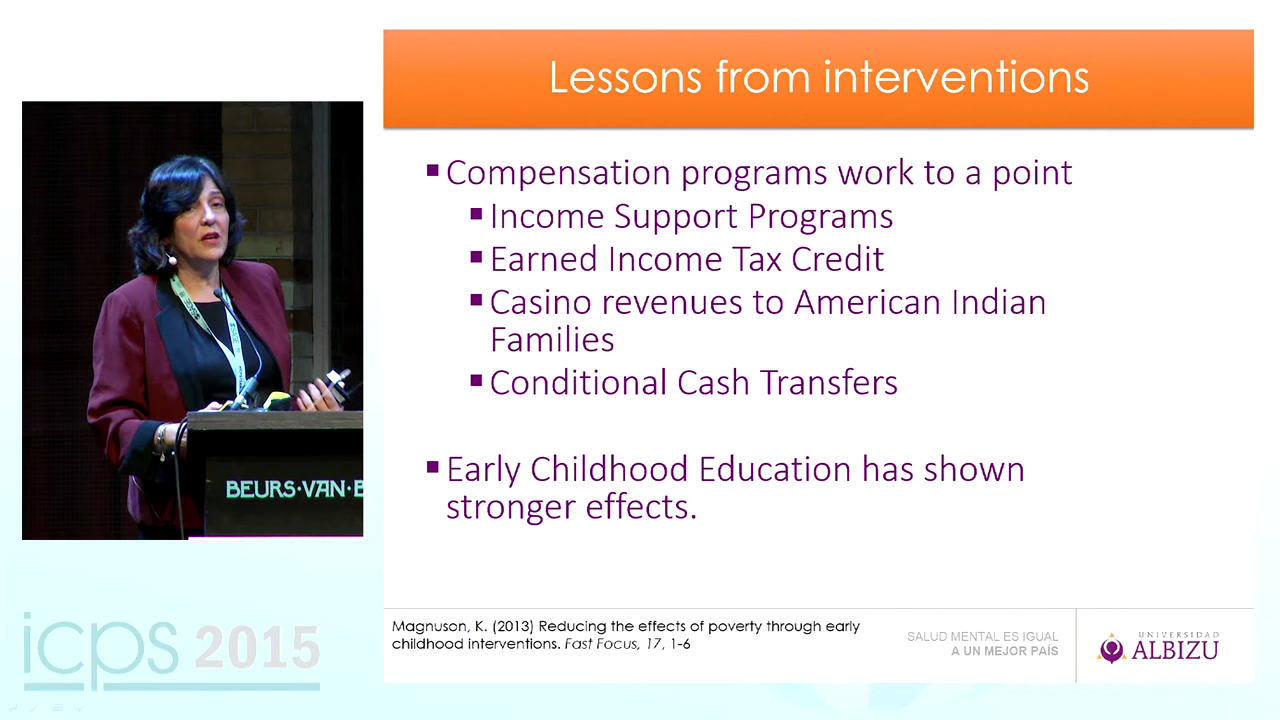 Lessons from interventions
Compensation programs work to a point
Income Support Programs
Earned Income Tax Credit
Casino revenues to American Indian
Families
Conditional Cash Transfers
Early Childhood Education has shown
stronger effects.
BEURS·VAN·B
icps 2015
Magnuson, K. (2013) Reducing the effects of poverty through early
childhood interventions. Fast Focus, 17, 1-6
SALUD MENTAL ES IGUAL
A UN MEJOR PAÍS
UNIVERSIDAD
ALBIZU